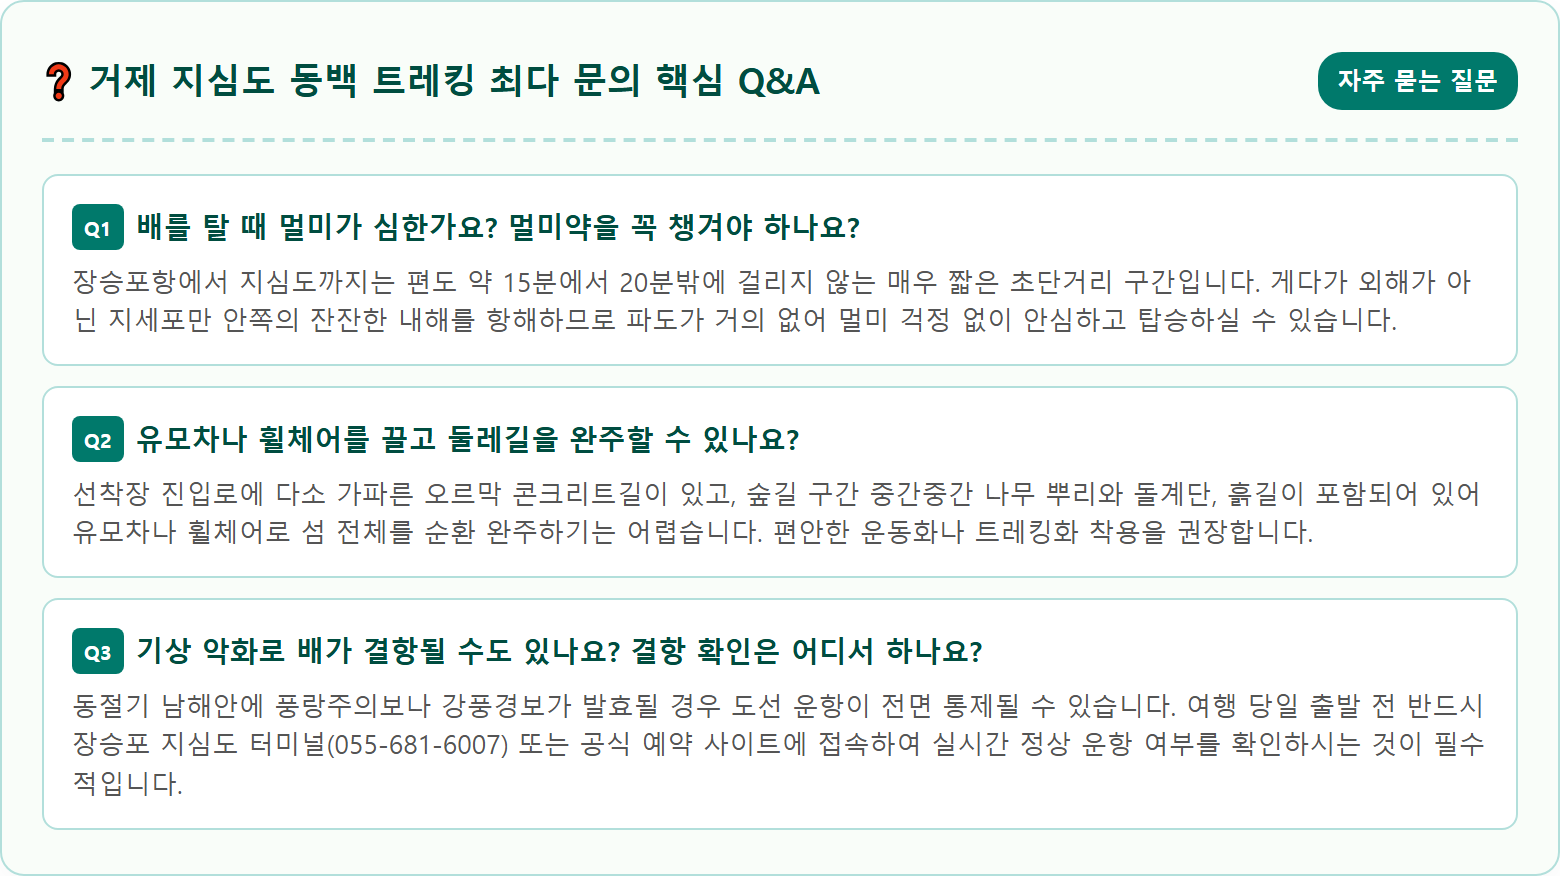 ❓ 거제 지심도 동백 트레킹 최다 문의 핵심 Q&A
자주 묻는 질문
Q1 배를 탈 때 멀미가 심한가요? 멀미약을 꼭 챙겨야 하나요?
장승포항에서 지심도까지는 편도 약 15분에서 20분밖에 걸리지 않는 매우 짧은 초단거리 구간입니다. 게다가 외해가 아
닌 지세포만 안쪽의 잔잔한 내해를 항해하므로 파도가 거의 없어 멀미 걱정 없이 안심하고 탑승하실 수 있습니다.
Q2 유모차나 휠체어를 끌고 둘레길을 완주할 수 있나요?
선착장 진입로에 다소 가파른 오르막 콘크리트길이 있고, 숲길 구간 중간중간 나무 뿌리와 돌계단, 흙길이 포함되어 있어
유모차나 휠체어로 섬 전체를 순환 완주하기는 어렵습니다. 편안한 운동화나 트레킹화 착용을 권장합니다.
Q3 기상 악화로 배가 결항될 수도 있나요? 결항 확인은 어디서 하나요?
동절기 남해안에 풍랑주의보나 강풍경보가 발효될 경우 도선 운항이 전면 통제될 수 있습니다. 여행 당일 출발 전 반드시
장승포 지심도 터미널(055-681-6007) 또는 공식 예약 사이트에 접속하여 실시간 정상 운항 여부를 확인하시는 것이 필수
적입니다.